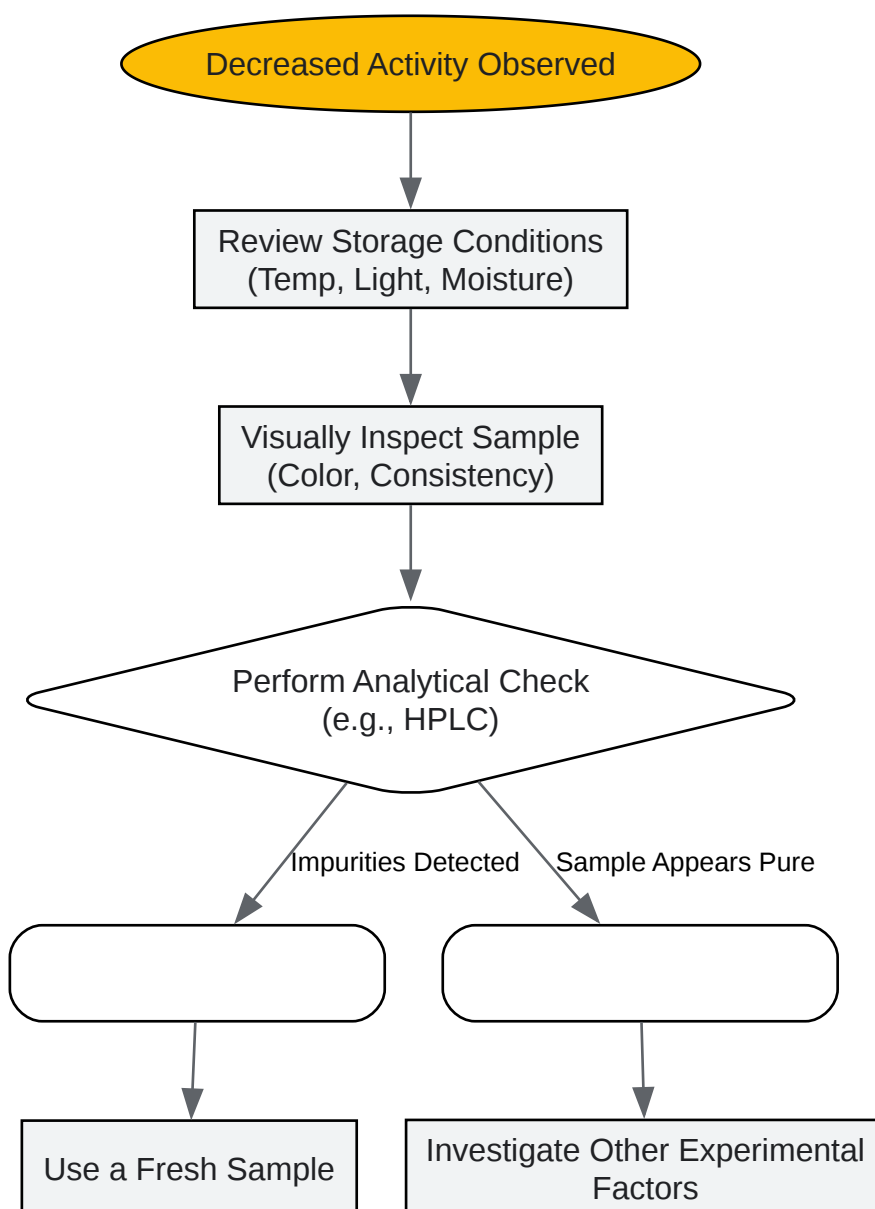 Decreased Activity Observed
Review Storage Conditions
(Temp, Light, Moisture)
Visually Inspect Sample
(Color, Consistency)
Perform Analytical Check
(e.g., HPLC)
Impurities Detected
Sample Appears Pure
Use a Fresh Sample
Investigate Other Experimental
Factors